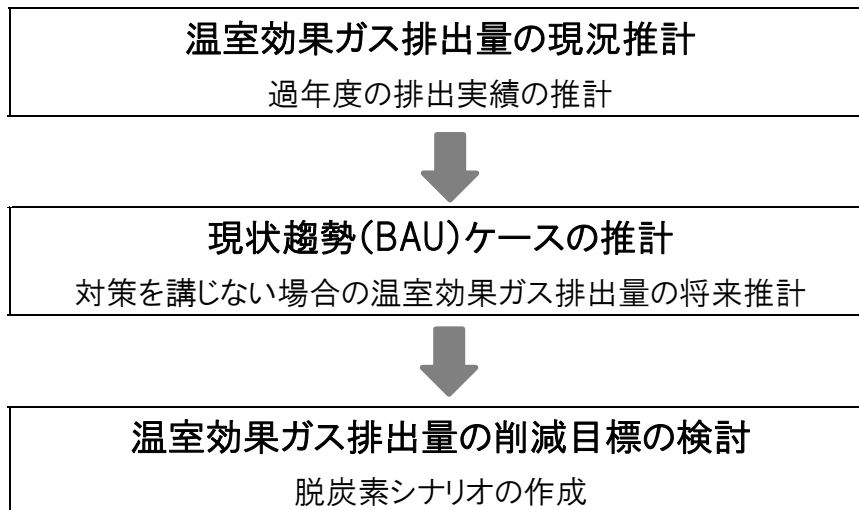 温室効果ガス排出量の現況推計
過年度の排出実績の推計
現状趨勢(BAU)ケースの推計
対策を講じない場合の温室効果ガス排出量の将来推計
温室効果ガス排出量の削減目標の検討
脱炭素シナリオの作成